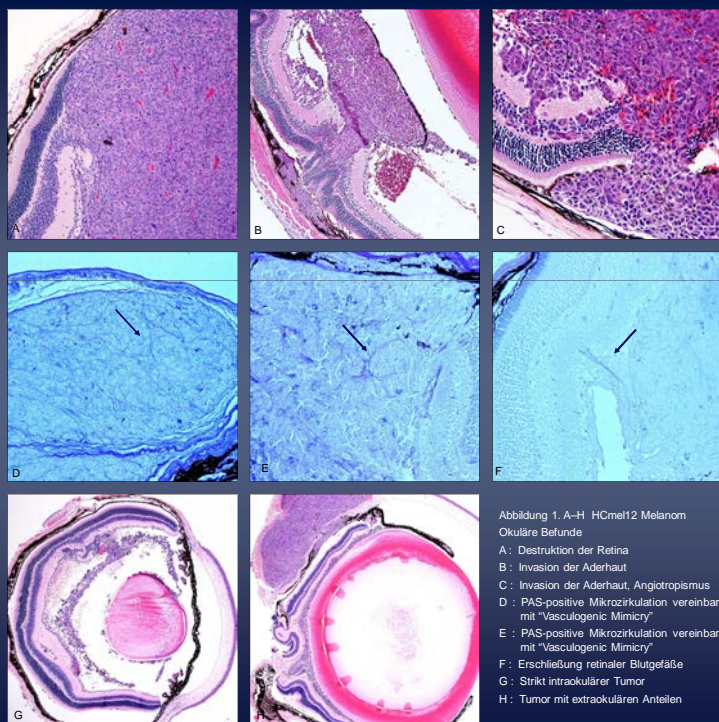 A
B
C
D
E
F
G
H
Abbildung 1. A–H HCmel12 Melanom
Okuläre Befunde
A : Destruktion der Retina
B : Invasion der Aderhaut
C : Invasion der Aderhaut, Angiotropismus
D : PAS-positive Mikrozirkulation vereinbar
mit “Vasculogenic Mimicry”
E : PAS-positive Mikrozirkulation vereinbar
mit “Vasculogenic Mimicry”
F : Erschließung retinaler Blutgefäße
G : Strikt intraokulärer Tumor
H : Tumor mit extraokulären Anteilen